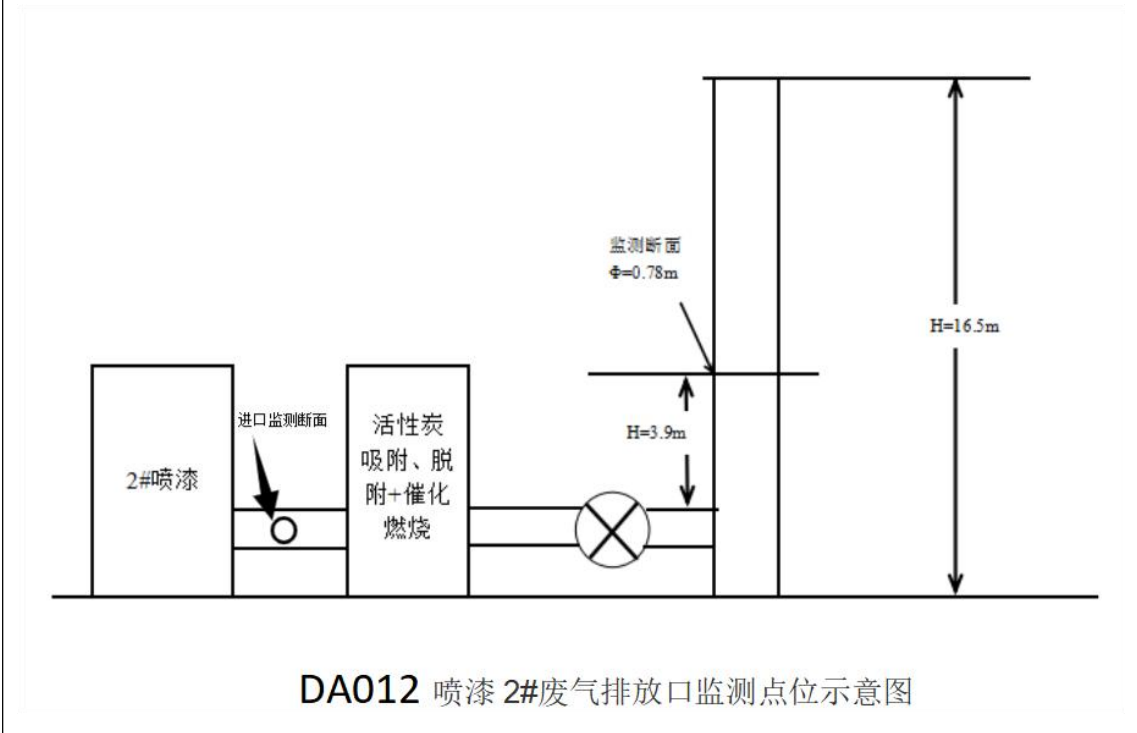 监测断面
Φ=0.78m
H=16.5m
进口监测断面
活性炭
吸附、脱
附+催化
燃烧
H=3.9m
2#喷漆
DA012 喷漆 2#废气排放口监测点位示意图